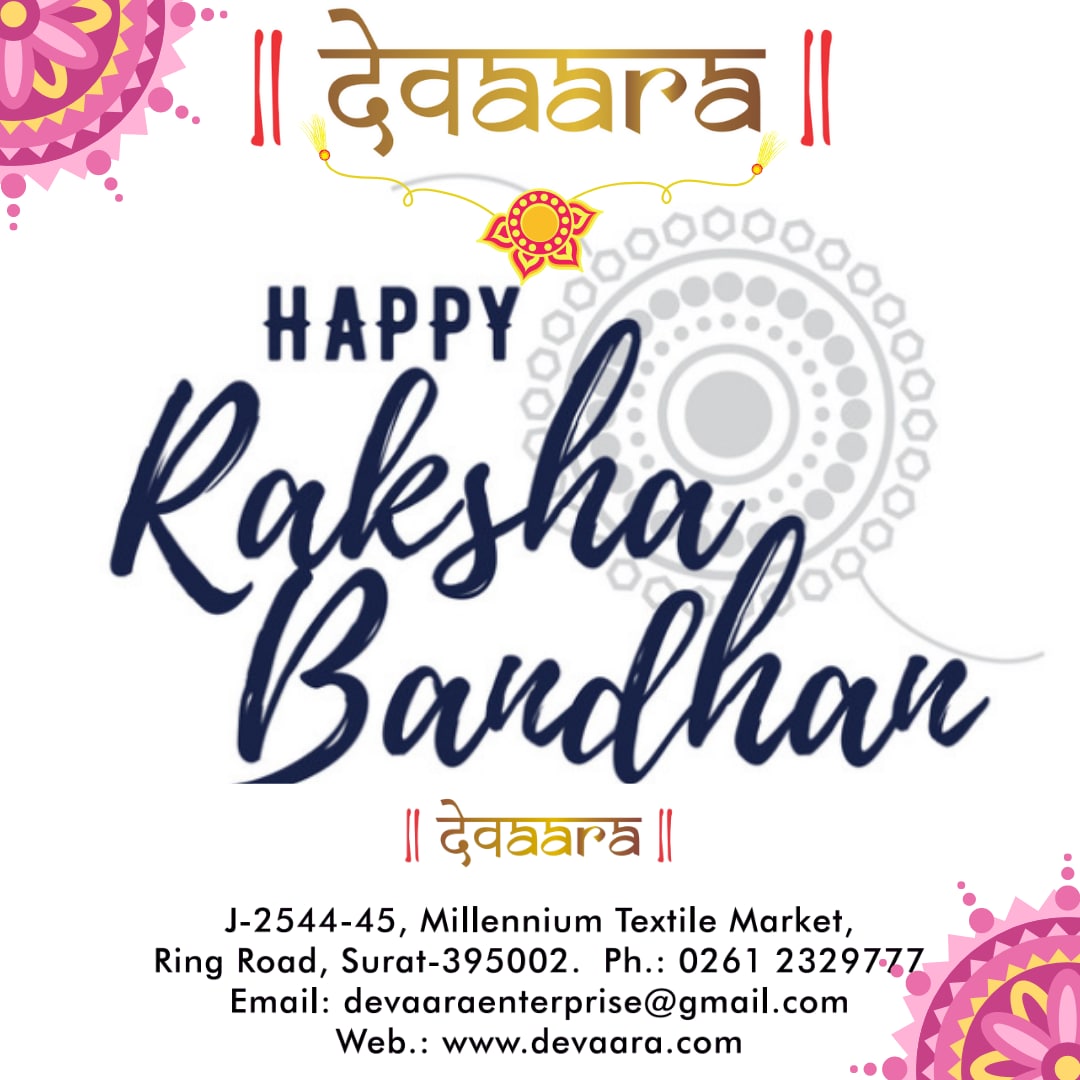 || देvaara ||
HAPPY
Raksha
Bandhan
|| देvaara ||
J-2544-45, Millennium Textile Market,
Ring Road, Surat-395002. Ph.: 0261 2329777
Email: devaaraenterprise@gmail.com
Web.: www.devaara.com